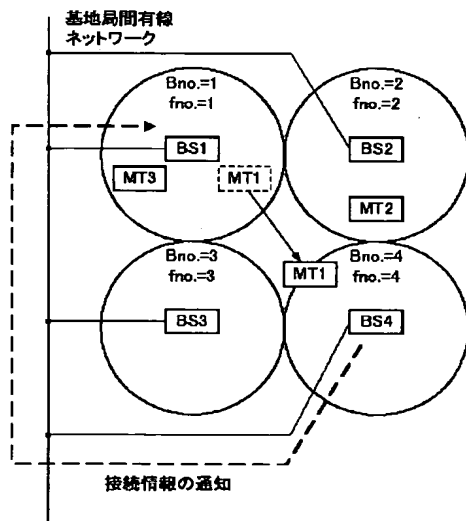 基地局間有線
ネットワーク
Bno.=1
fno.=1
BS1
MT3
MT1
Bno.=2
fno.=2
BS2
MT2
Bno.=3
fno.=3
BS3
MT1
Bno.=4
fno.=4
BS4
接続情報の通知